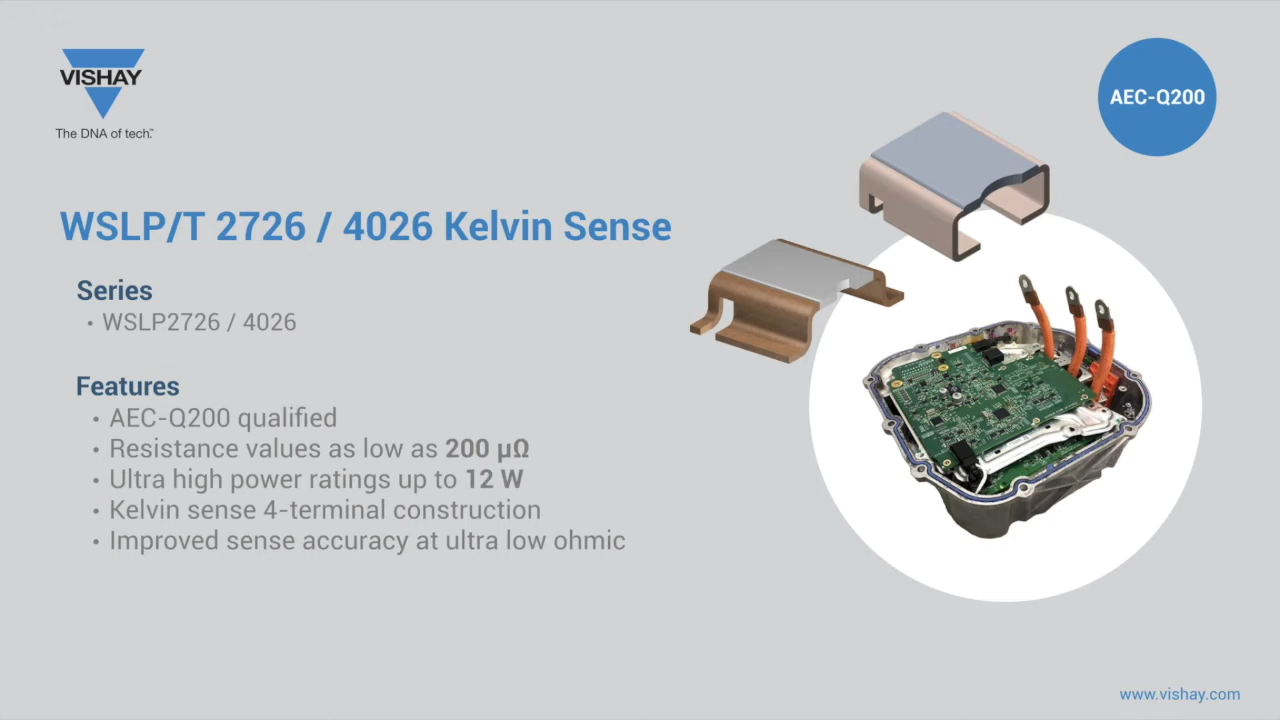 VISHAY
The DNA of tech.™
AEC-Q200
WSLP/T 2726 / 4026 Kelvin Sense
Series
• WSLP2726 / 4026
Features
• AEC-Q200 qualified
• Resistance values as low as 200 µΩ
• Ultra high power ratings up to 12 W
• Kelvin sense 4-terminal construction
• Improved sense accuracy at ultra low ohmic
www.vishay.com